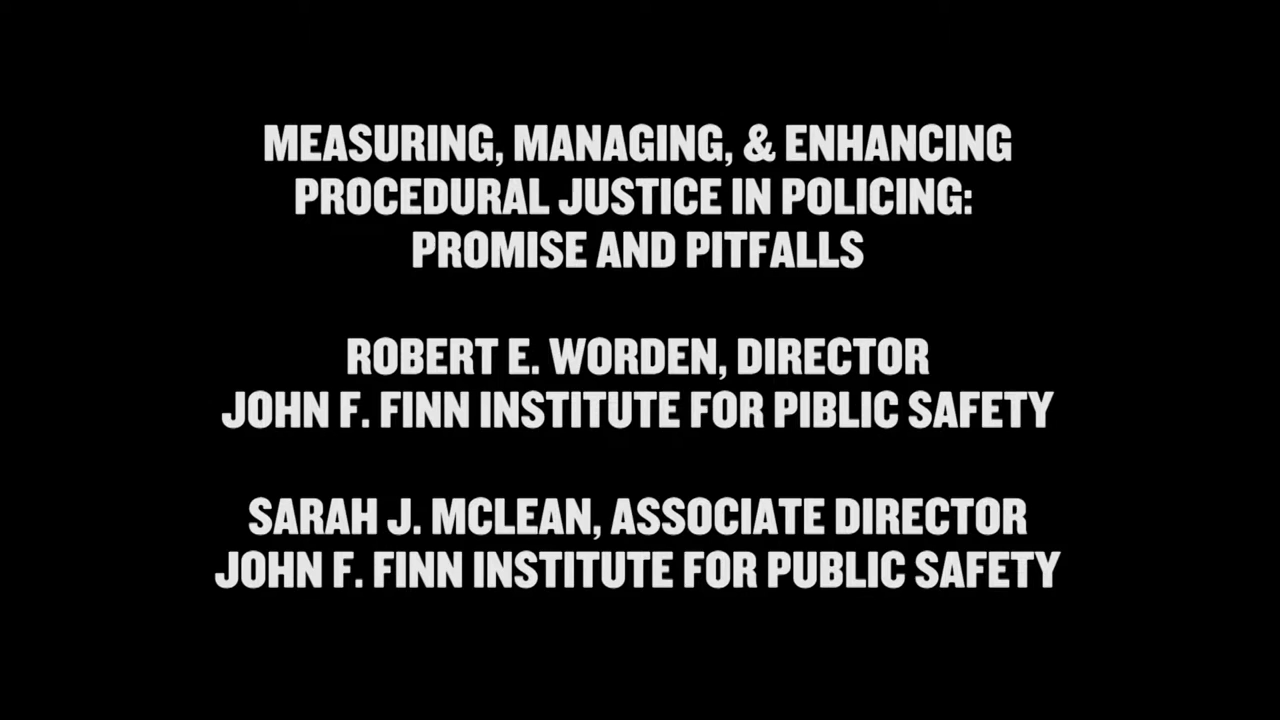 MEASURING, MANAGING, & ENHANCING
PROCEDURAL JUSTICE IN POLICING:
PROMISE AND PITFALLS
ROBERT E. WORDEN, DIRECTOR
JOHN F. FINN INSTITUTE FOR PIBLIC SAFETY
SARAH J. MCLEAN, ASSOCIATE DIRECTOR
JOHN F. FINN INSTITUTE FOR PUBLIC SAFETY